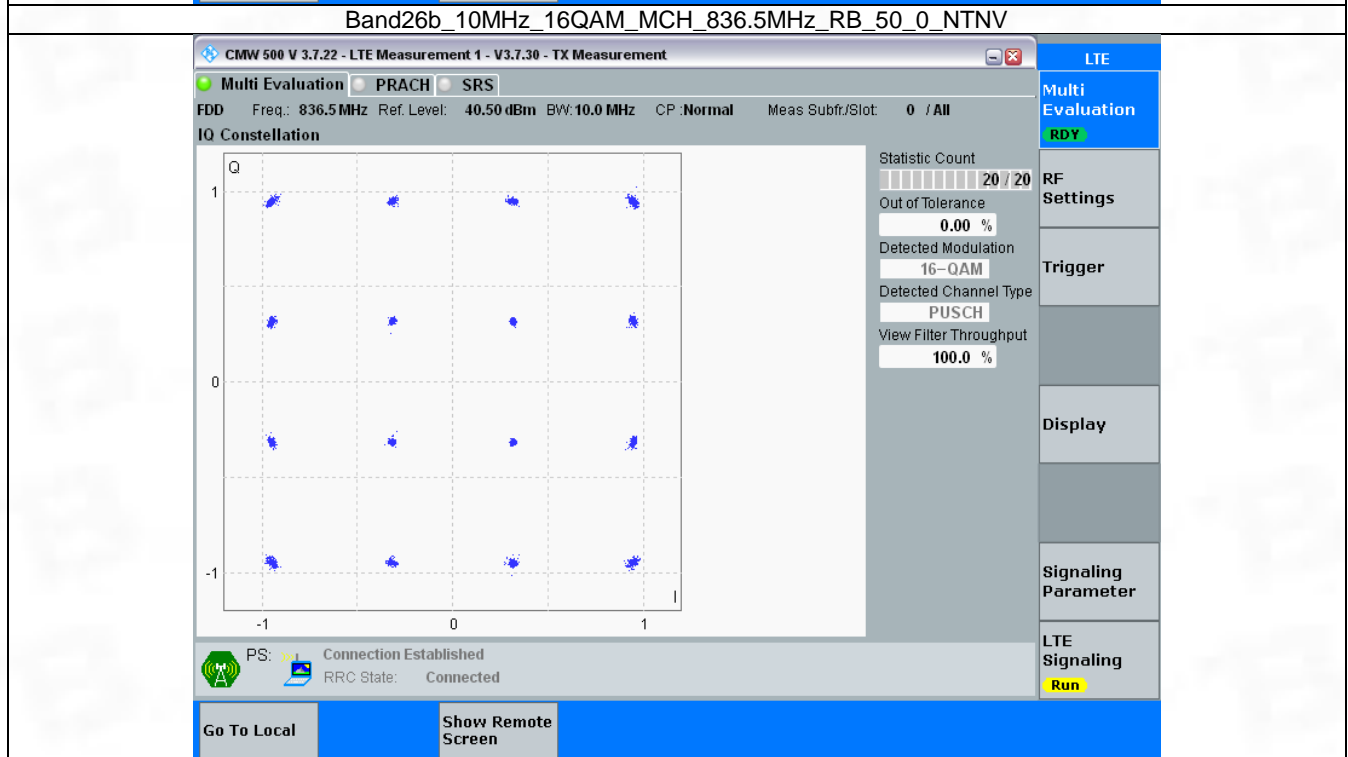 Band26b_10MHz_16QAM_MCH_836.5MHz_RB_50_0_NTNV
CMW 500 V 3.7.22 - LTE Measurement 1 - V3.7.30 - TX Measurement
LTE
Multi Evaluation PRACH SRS
FDD Freq.: 836.5 MHz Ref. Level: 40.50 dBm BW: 10.0 MHz CP :Normal Meas Subfr./Slot: 0 / All
IQ Constellation
Q
1
0
-1
I
-1 0 1
Statistic Count
20 / 20
Out of Tolerance
0.00 %
Detected Modulation
16-QAM
Detected Channel Type
PUSCH
View Filter Throughput
100.0 %
Multi
Evaluation
RDY
RF
Settings
Trigger
Display
Signaling
Parameter
LTE
Signaling
Run
PS: Connection Established
RRC State: Connected
Go To Local
Show Remote
Screen